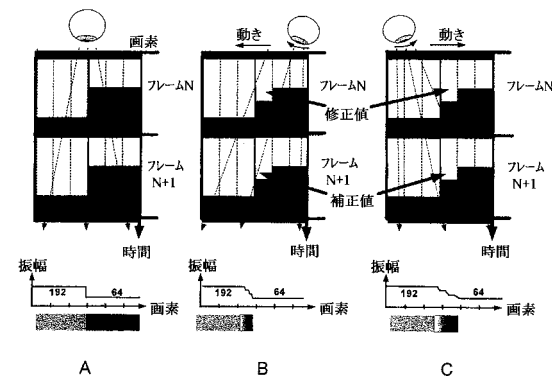 画素
動き
動き
フレームN
フレームN
フレームN
修正値
フレーム
N+1
フレーム
N+1
フレーム
N+1
補正値
時間
時間
時間
振幅
192
64
画素
振幅
192
64
画素
振幅
192
64
画素
A
B
C